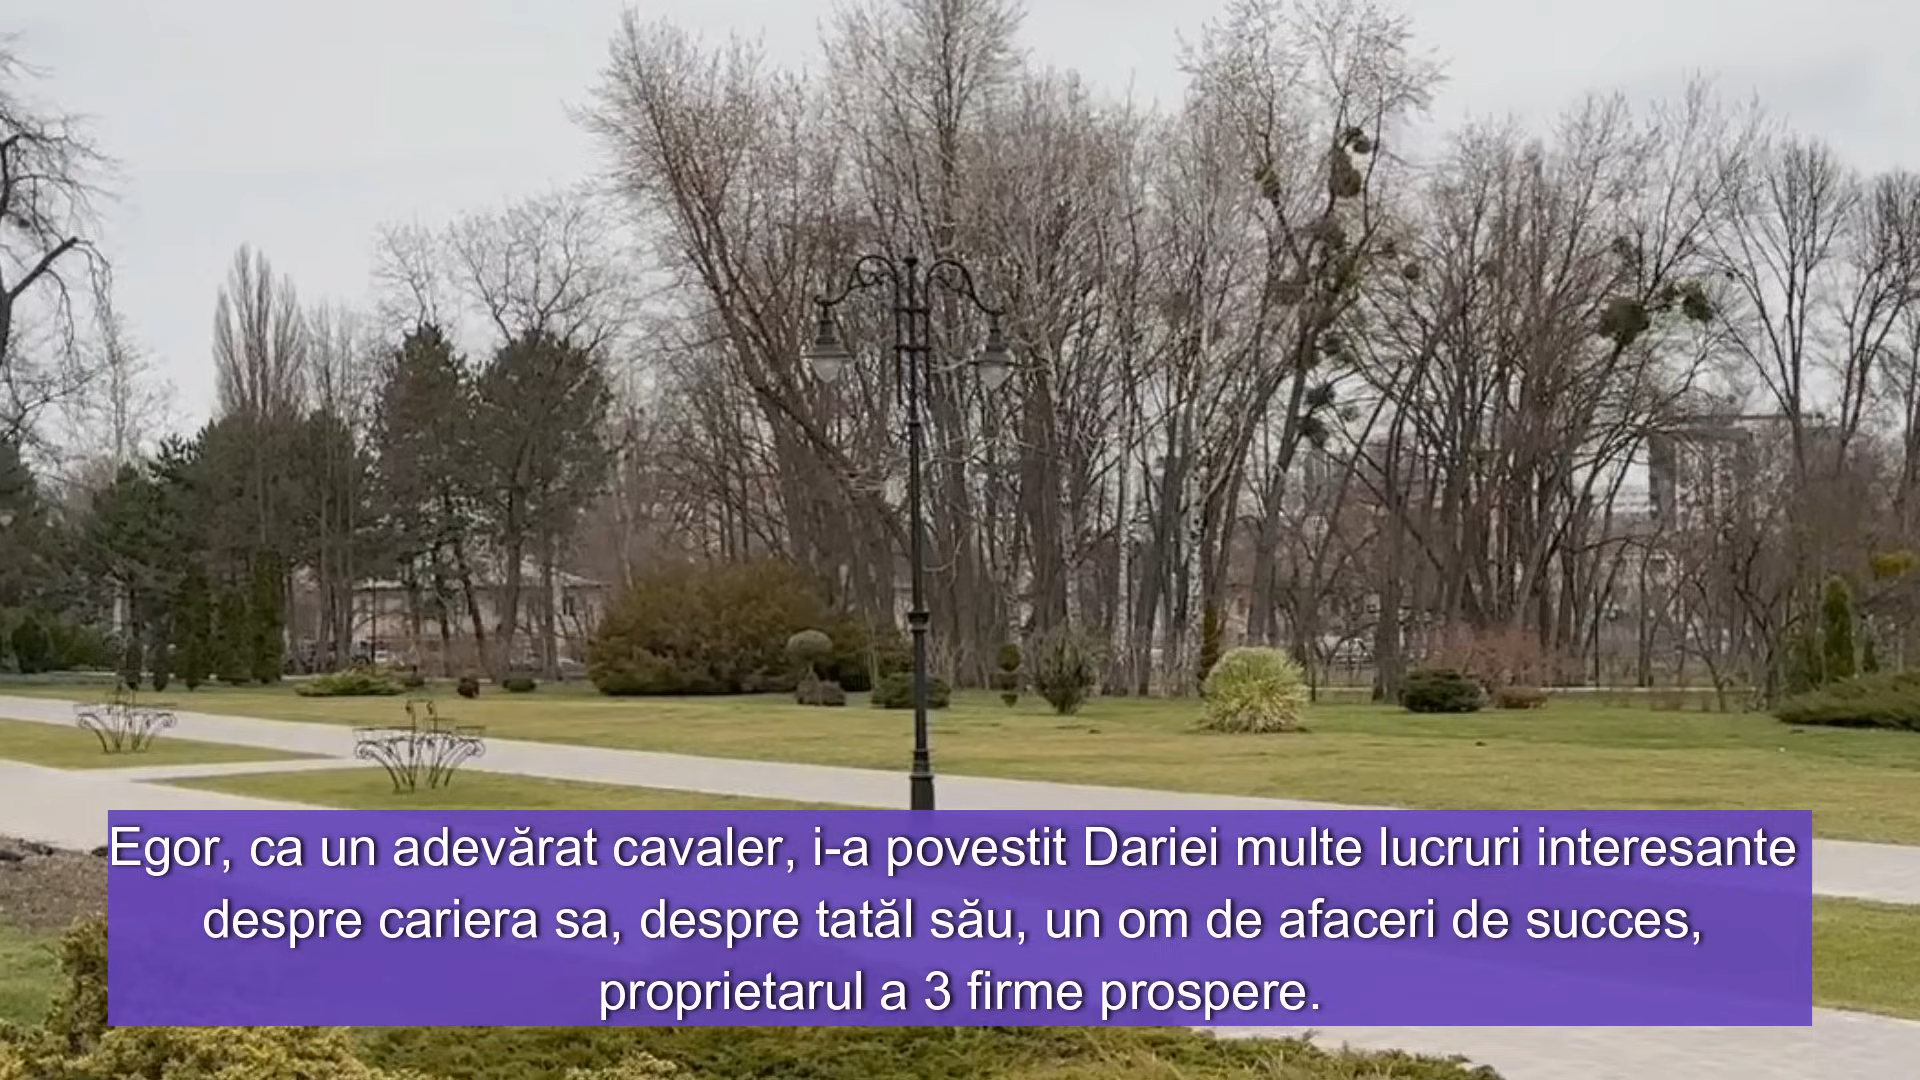 Egor, ca un adevărat cavaler, i-a povestit Dariei multe lucruri interesante
despre cariera sa, despre tatăl său, un om de afaceri de succes,
proprietarul a 3 firme prospere.